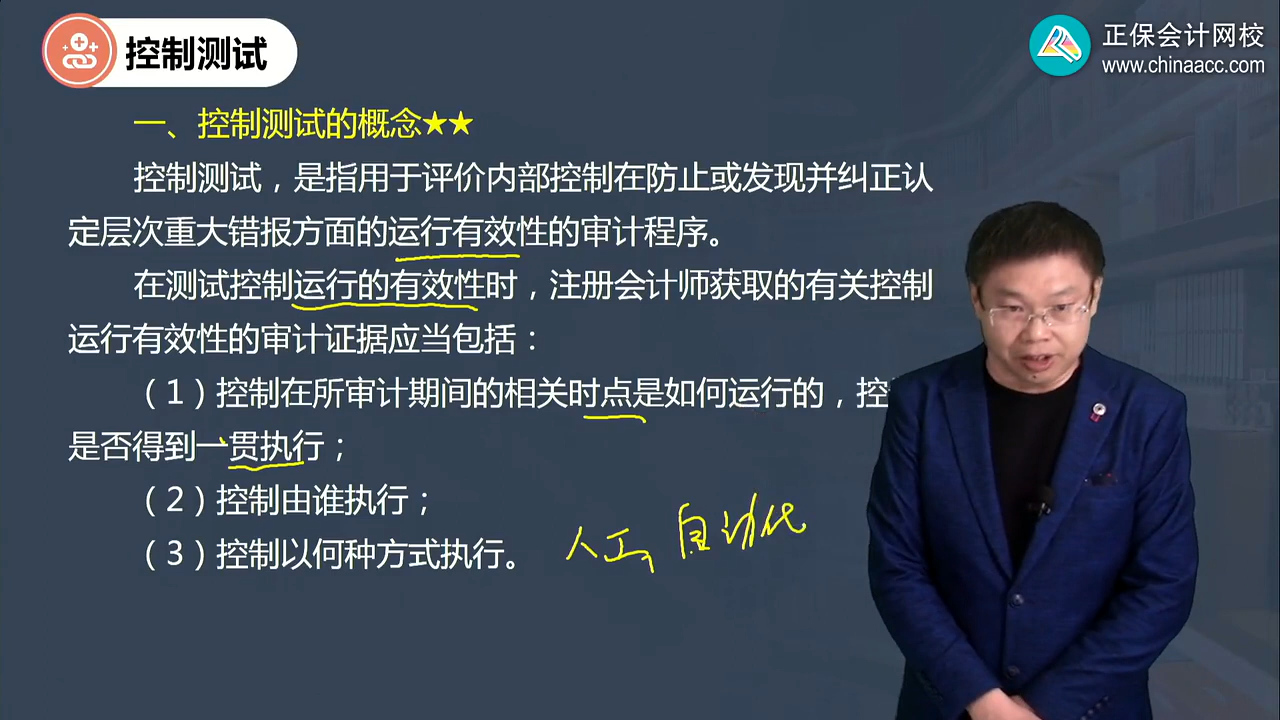 控制测试
正保会计网校
www.chinaacc.com
一、控制测试的概念★★
控制测试，是指用于评价内部控制在防止或发现并纠正认
定层次重大错报方面的运行有效性的审计程序。
在测试控制运行的有效性时，注册会计师获取的有关控制
运行有效性的审计证据应当包括：
（1）控制在所审计期间的相关时点是如何运行的，控
是否得到一贯执行；
（2）控制由谁执行；
（3）控制以何种方式执行。
人工，自动化